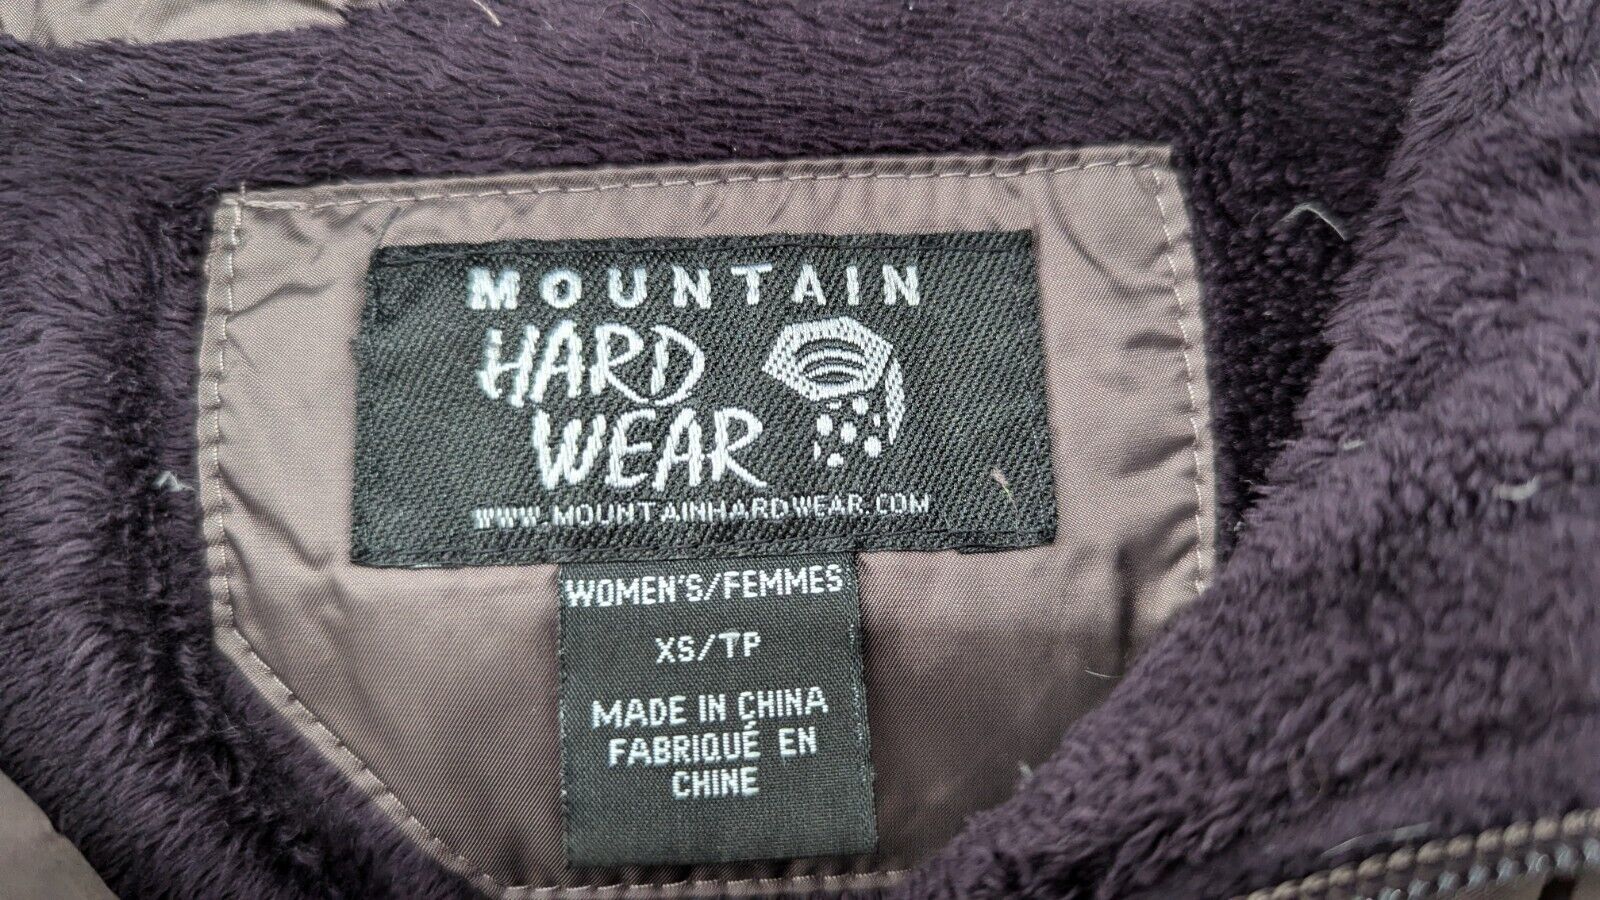 MOUNTAIN
HARD
WEAR
WWW.MOUNTAINHARDWEAR.COM
WOMEN'S/FEMMES
XS/TP
MADE IN CHINA
FABRIQUÉ EN
CHINE